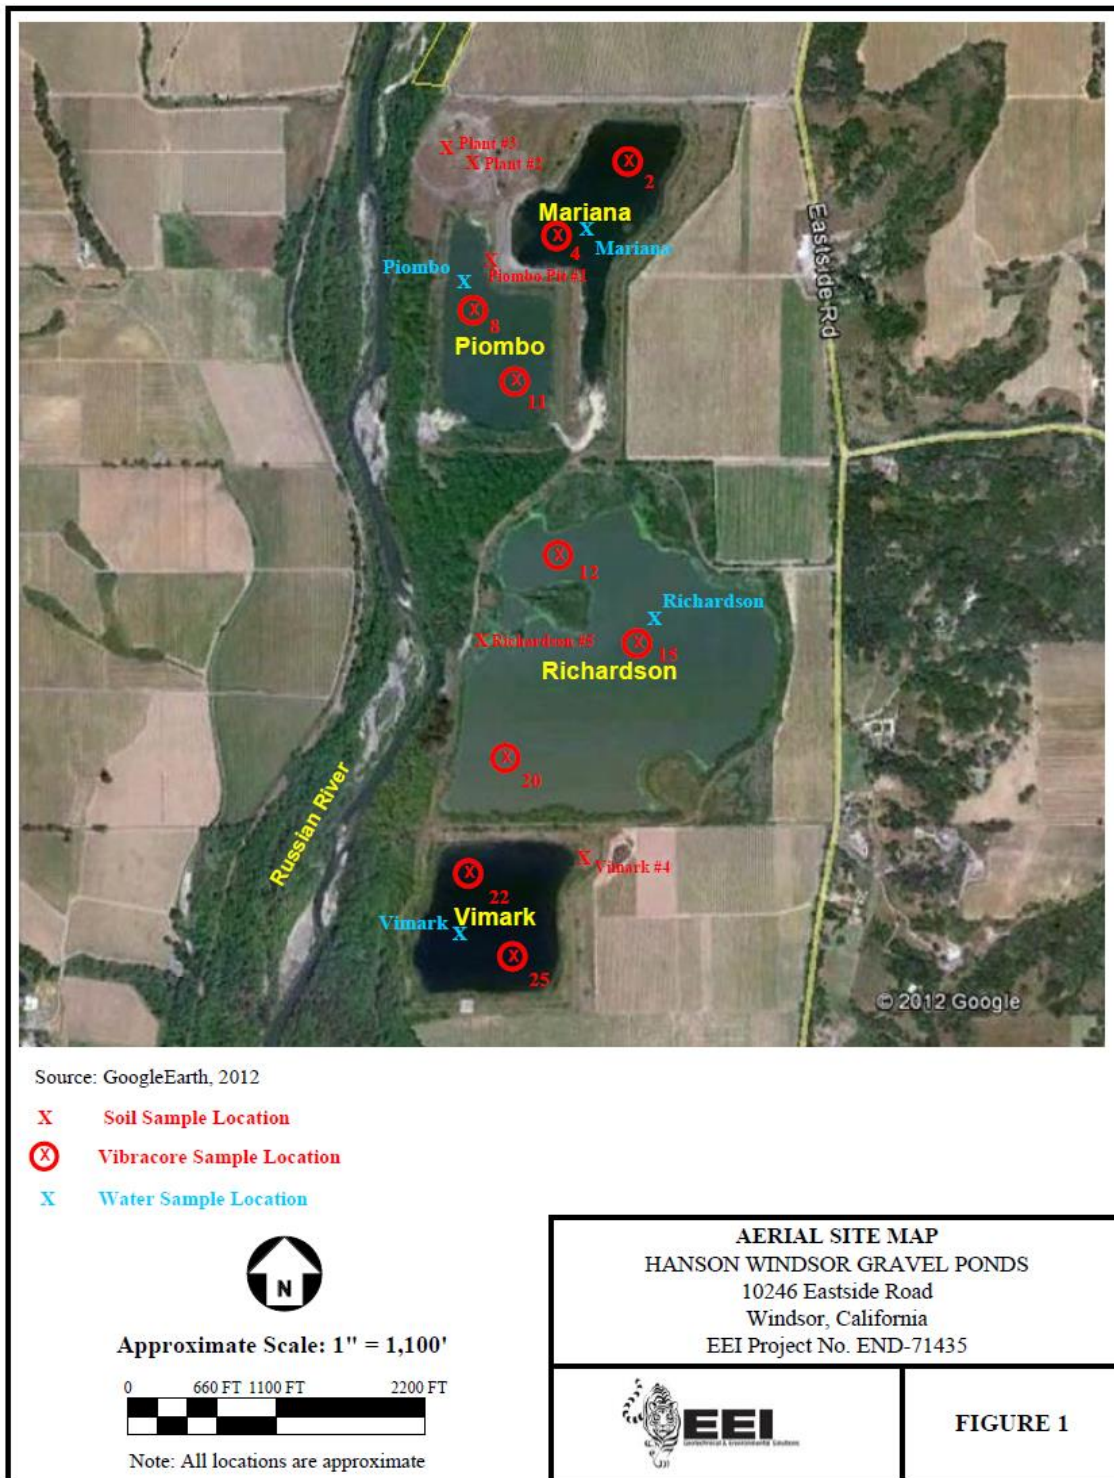 Plant #3
Plant #2
2
Mariana
4
Mariana
Eastside Rd
Piombo
Piombo Pit #1
8
Piombo
11
12
Richardson
Richardson #5
15
Richardson
20
Russian River
Vimark #4
22
Vimark
Vimark
25
© 2012 Google
Source: GoogleEarth, 2012
X Soil Sample Location
X Vibracore Sample Location
X Water Sample Location
N
Approximate Scale: 1" = 1,100'
0 660 FT 1100 FT 2200 FT
Note: All locations are approximate
AERIAL SITE MAP
HANSON WINDSOR GRAVEL PONDS
10246 Eastside Road
Windsor, California
EEI Project No. END-71435
EEI
Geotechnical & Environmental Solutions
FIGURE 1